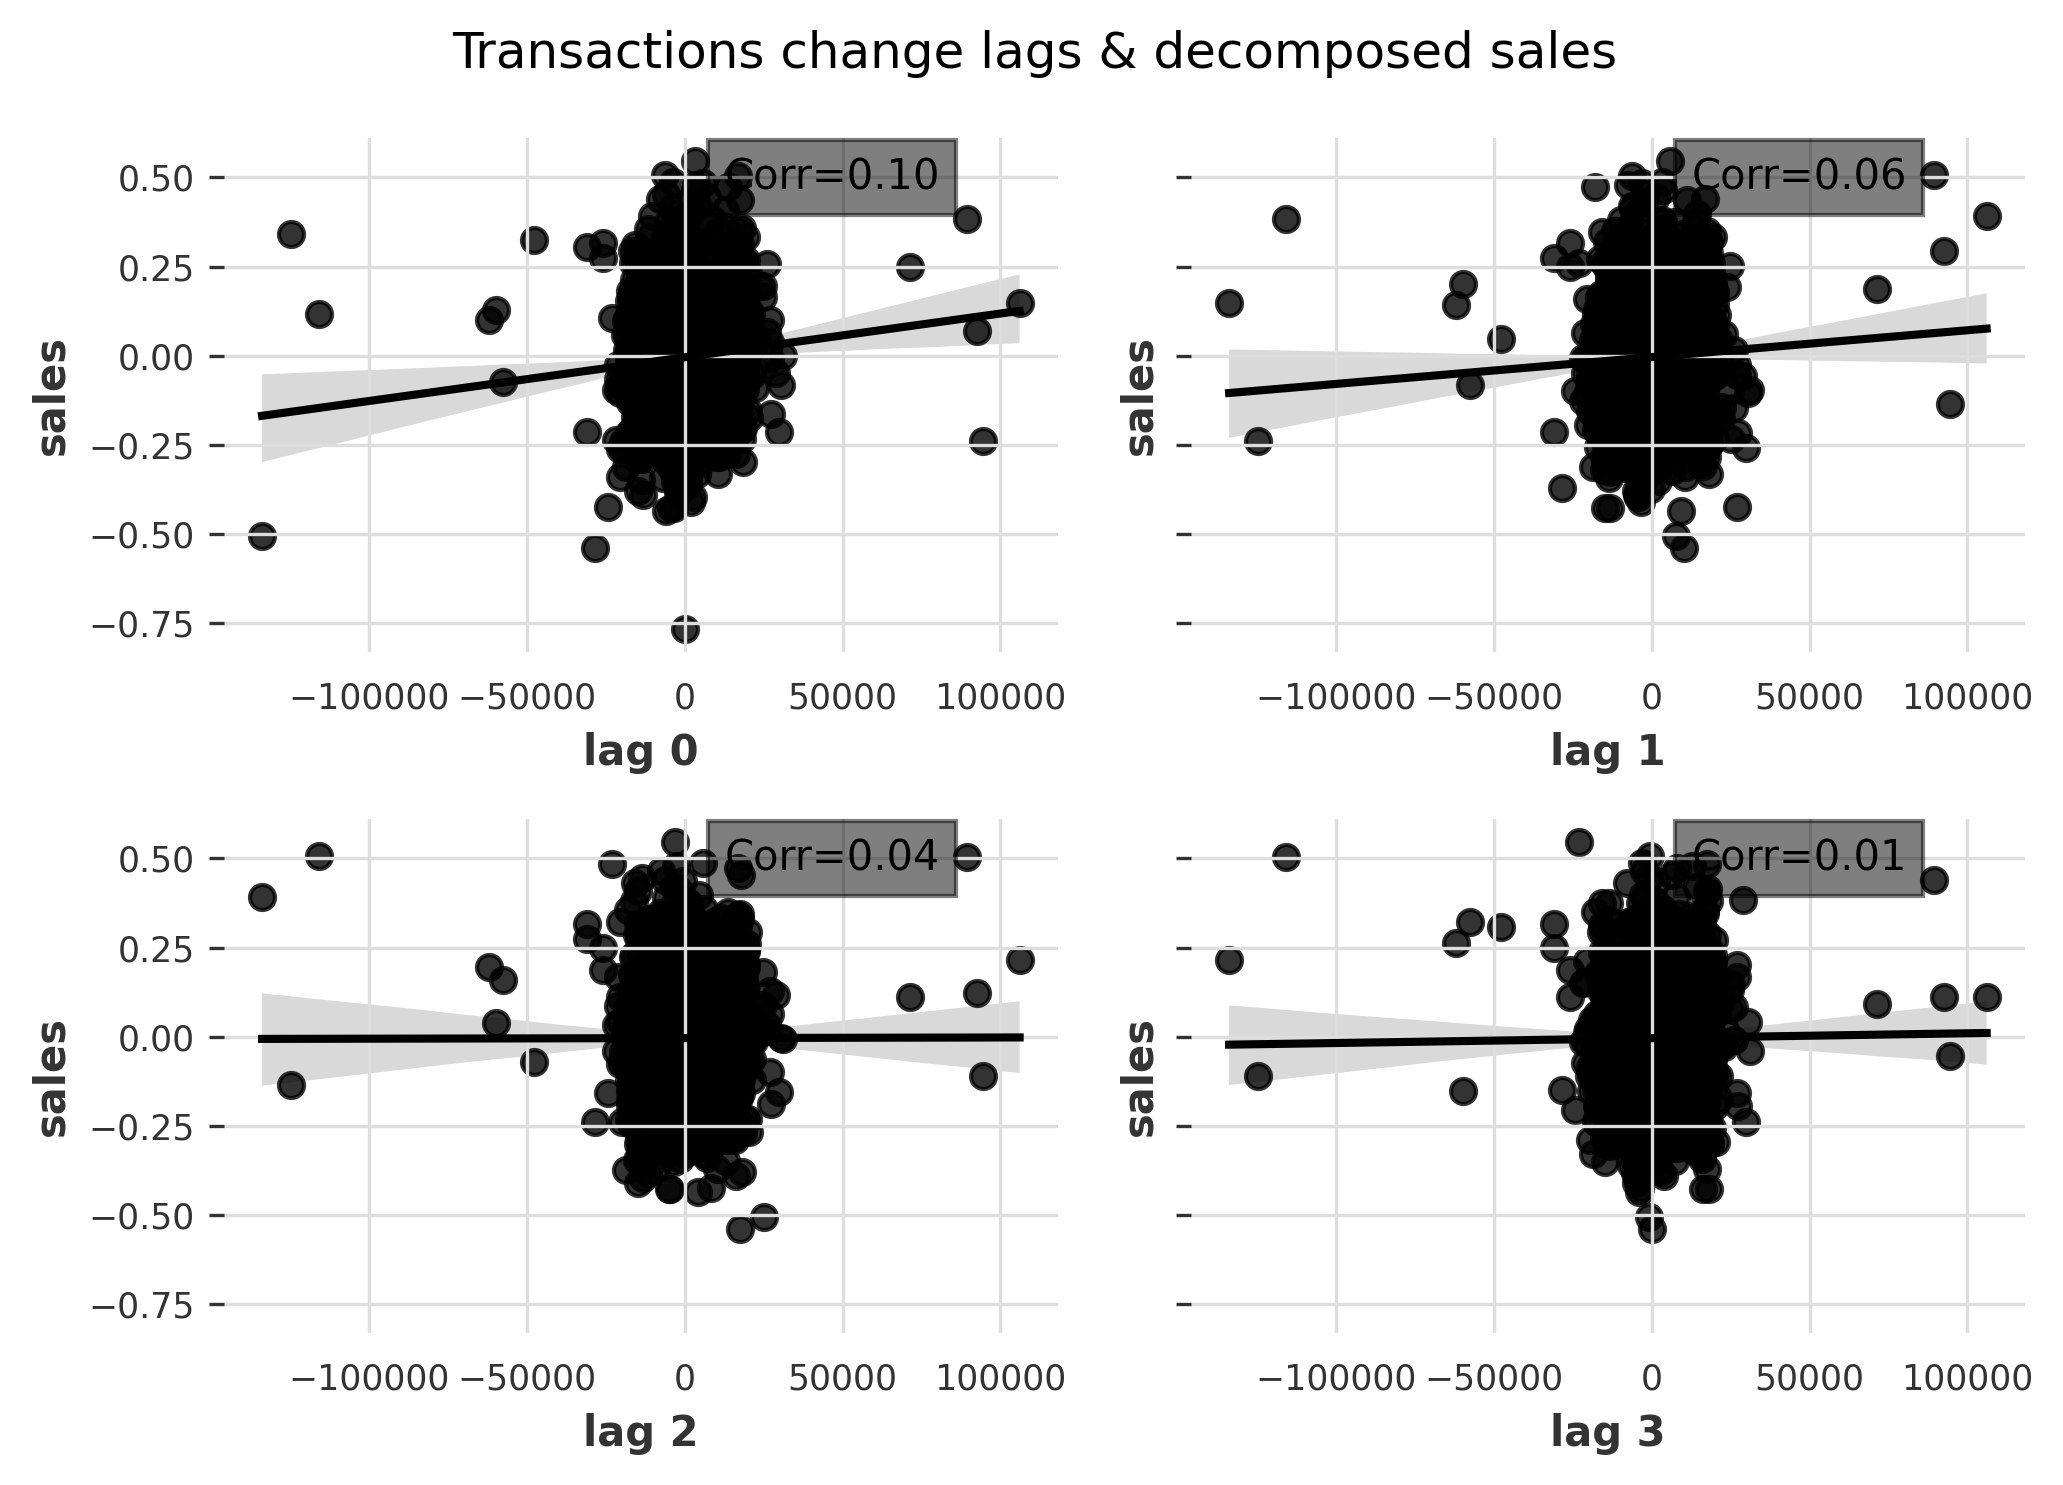 Transactions change lags & decomposed sales
Corr=0.10
sales
0.50
0.25
0.00
−0.25
−0.50
−0.75
−100000 −50000 0 50000 100000
lag 0
Corr=0.06
sales
−100000 −50000 0 50000 100000
lag 1
Corr=0.04
sales
0.50
0.25
0.00
−0.25
−0.50
−0.75
−100000 −50000 0 50000 100000
lag 2
Corr=0.01
sales
−100000 −50000 0 50000 100000
lag 3